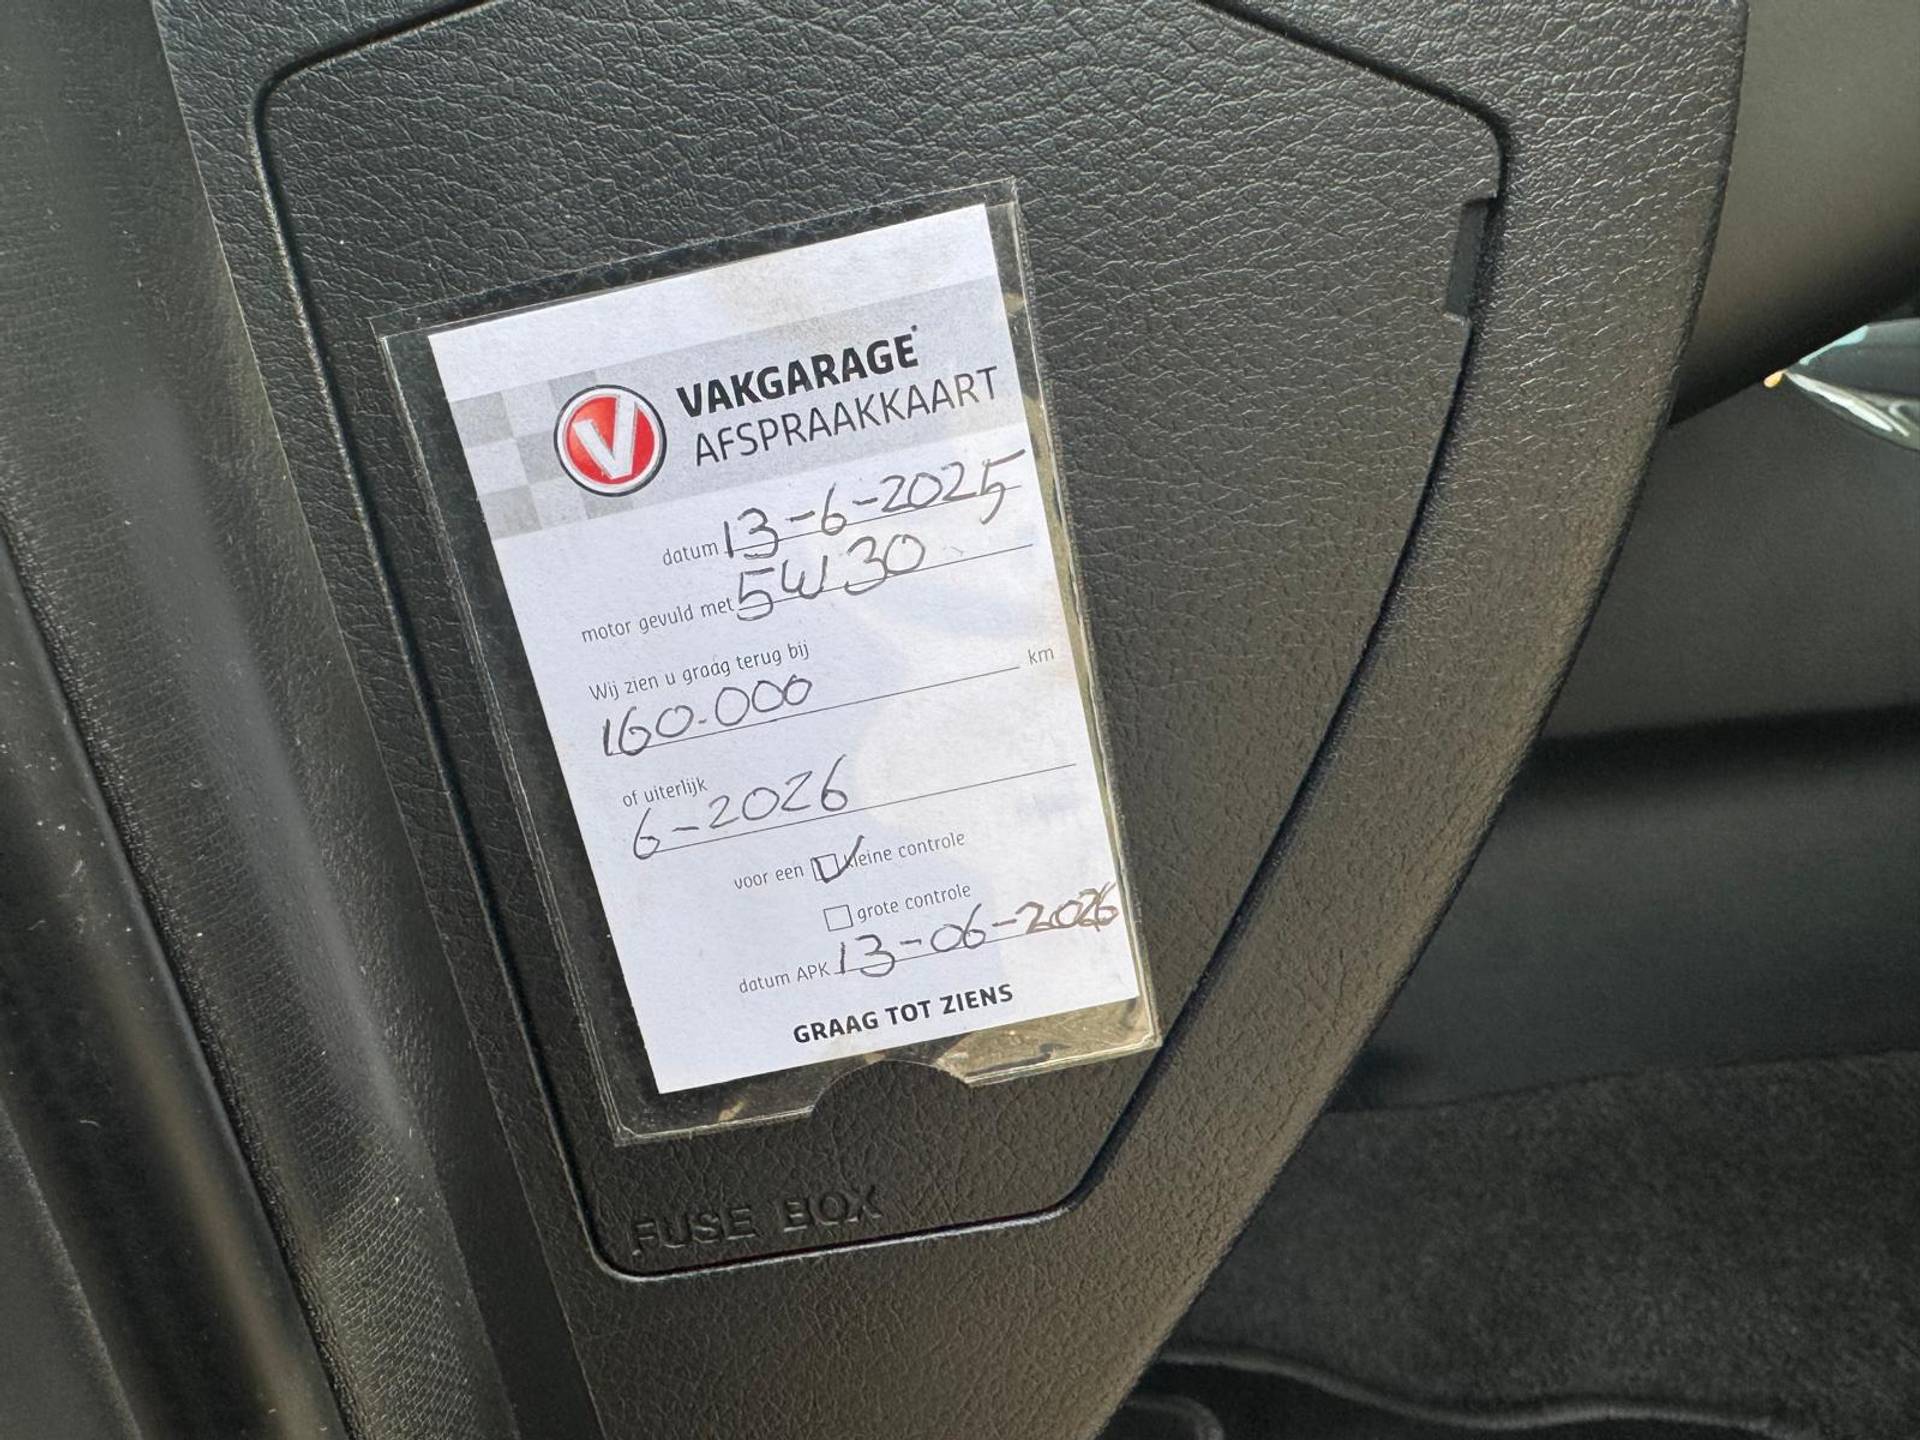 VAKGARAGE
AFSPRAAKKAART
datum 13-6-2025
motor gevuld met 5W30
Wij zien u graag terug bij
160.000 km
of uiterlijk
6-2026
voor een kleine controle
grote controle
datum APK 13-06-2026
GRAAG TOT ZIENS
FUSE BOX